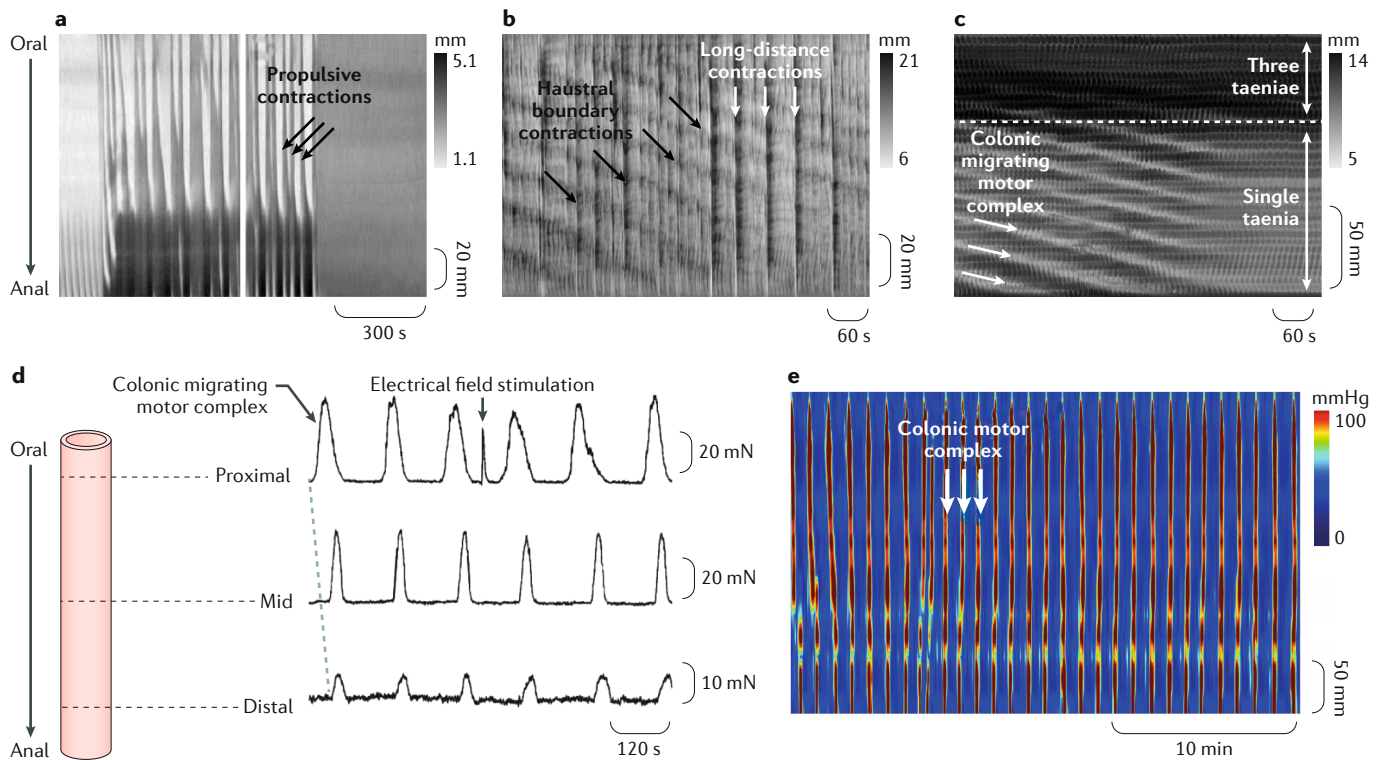 a
Oral
Anal
Propulsive
contractions
mm
5.1
1.1
20 mm
300 s
b
Haustral
boundary
contractions
Long-distance
contractions
mm
21
6
20 mm
60 s
c
Three
taeniae
Colonic
migrating
motor
complex
Single
taenia
mm
14
5
50 mm
60 s
d
Colonic migrating
motor complex
Electrical field stimulation
Oral
Anal
Proximal
20 mN
Mid
20 mN
Distal
10 mN
120 s
e
Colonic motor
complex
mmHg
100
0
50 mm
10 min